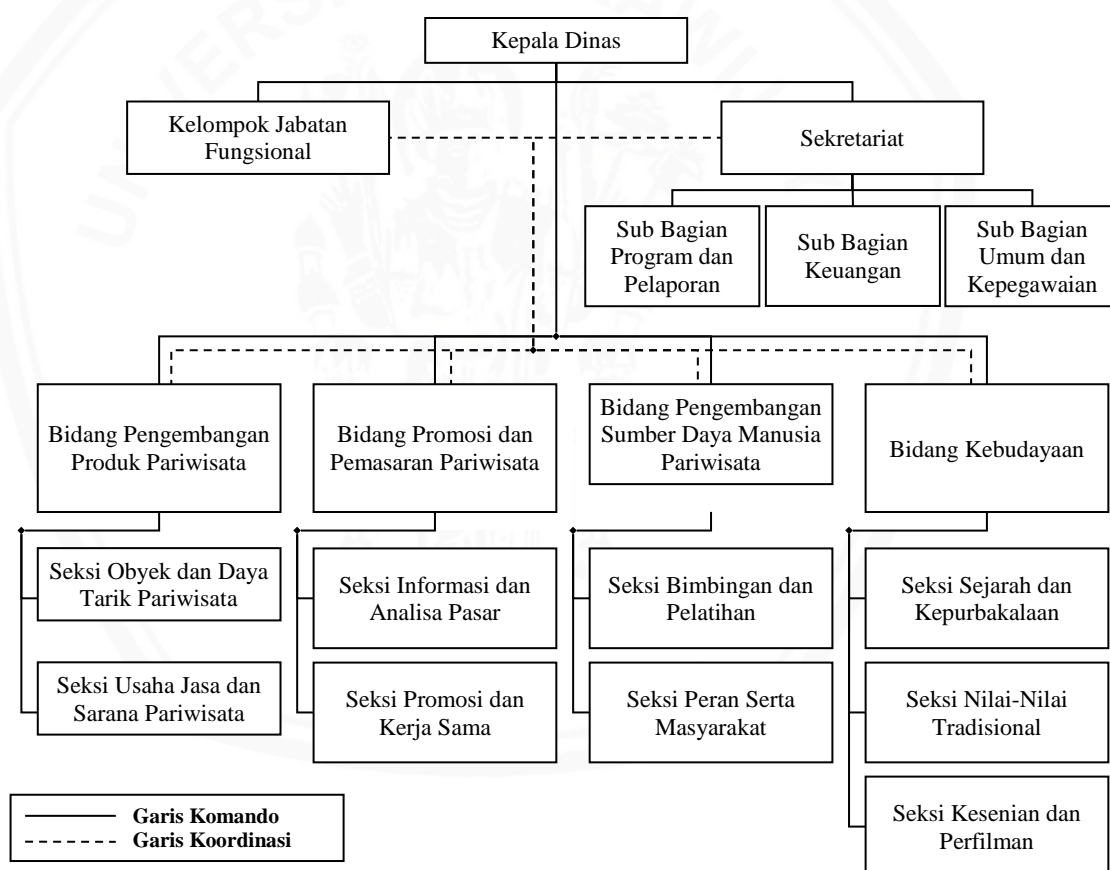 Kepala Dinas
Kelompok Jabatan
Fungsional
Sekretariat
Sub Bagian
Program dan
Pelaporan
Sub Bagian
Keuangan
Sub Bagian
Umum dan
Kepegawaian
Bidang Pengembangan
Produk Pariwisata
Bidang Promosi dan
Pemasaran Pariwisata
Bidang Pengembangan
Sumber Daya Manusia
Pariwisata
Bidang Kebudayaan
Seksi Obyek dan Daya
Tarik Pariwisata
Seksi Usaha Jasa dan
Sarana Pariwisata
Seksi Informasi dan
Analisa Pasar
Seksi Promosi dan
Kerja Sama
Seksi Bimbingan dan
Pelatihan
Seksi Peran Serta
Masyarakat
Seksi Sejarah dan
Kepurbakalaan
Seksi Nilai-Nilai
Tradisional
Seksi Kesenian dan
Perfilman
Garis Komando
Garis Koordinasi